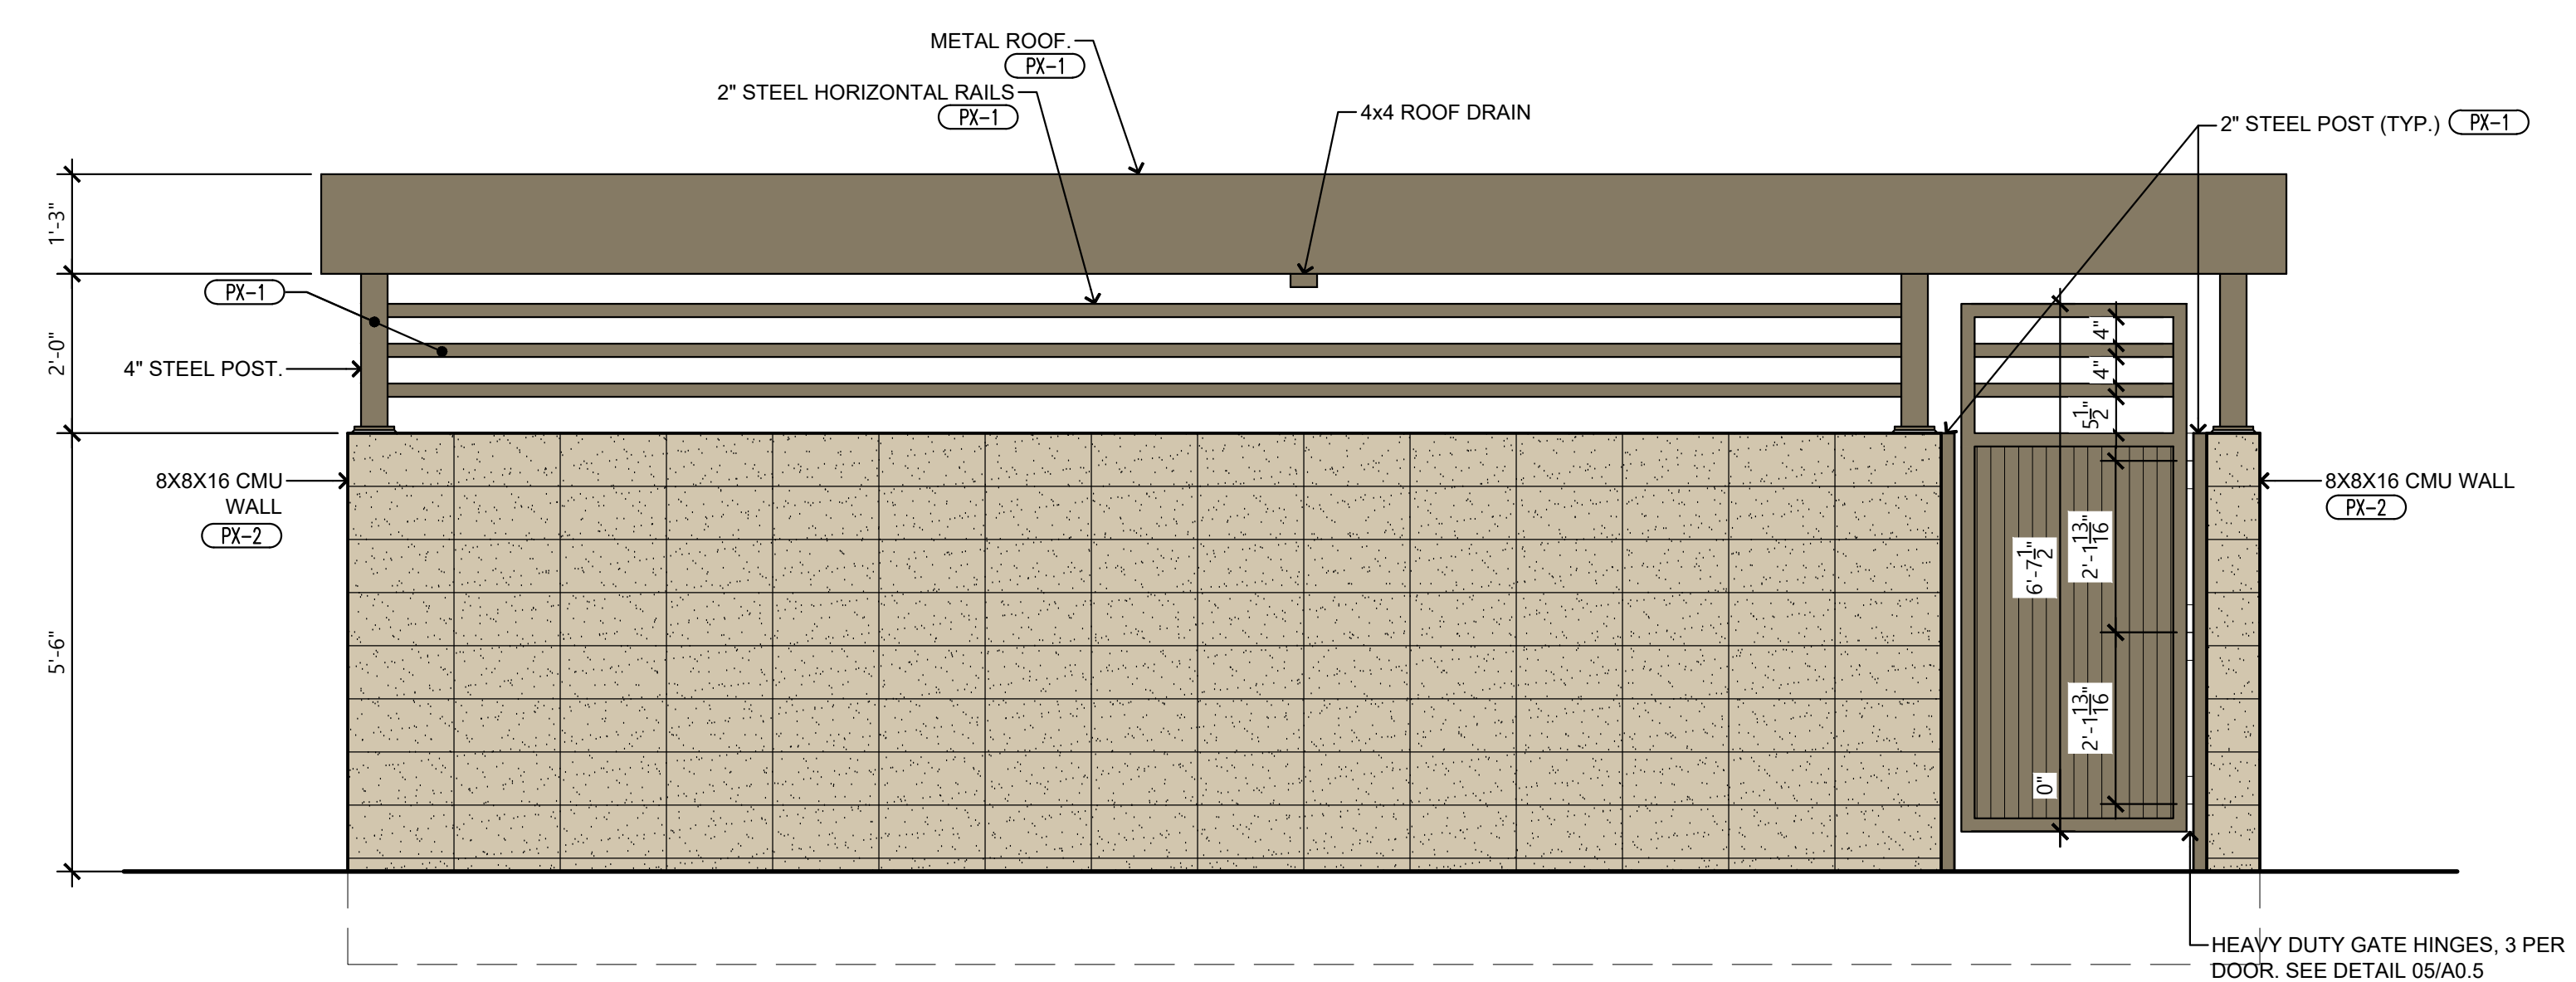 METAL ROOF.
PX-1
2" STEEL HORIZONTAL RAILS
PX-1
4x4 ROOF DRAIN
2" STEEL POST (TYP.) PX-1
1'-3"
PX-1
2'-0"
4" STEEL POST.
4"
4"
5 1/2"
8X8X16 CMU
WALL
PX-2
8X8X16 CMU WALL
PX-2
6'-7 1/2"
2'-1 13/16"
5'-6"
2'-1 13/16"
0"
HEAVY DUTY GATE HINGES, 3 PER
DOOR. SEE DETAIL 05/A0.5